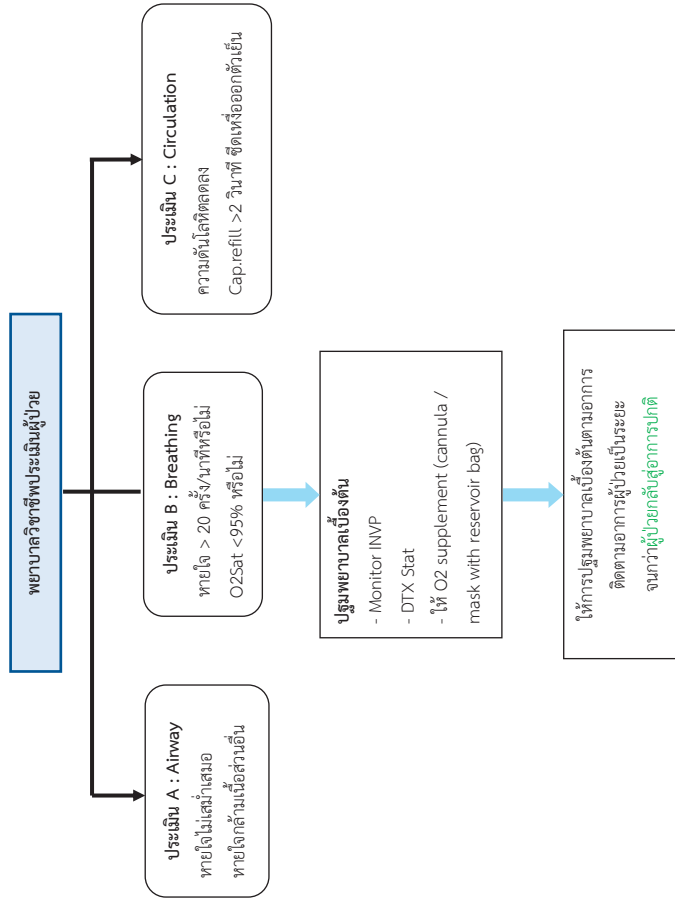 พยาบาลวิชาชีพประเมินผู้ป่วย
ประเมิน A : Airway
หายใจไม่เสม่ำเสมอ
หายใจกล้ามเนื้อส่วนอื่น
ประเมิน B : Breathing
หายใจ > 20 ครั้ง/นาทีหรือไม่
O2Sat <95% หรือไม่
ประเมิน C : Circulation
ความดันโลหิตลดลง
Cap.refill >2 วินาที ซีดเหงื่อออกตัวเย็น
ปฐมพยาบาลเบื้องต้น
- Monitor INVP
- DTX Stat
- ให้ O2 supplement (cannula /
mask with reservoir bag)
ให้การปฐมพยาบาลเบื้องต้นตามอาการ
ติดตามอาการผู้ป่วยเป็นระยะ
จนกว่าผู้ป่วยกลับสู่อาการปกติ